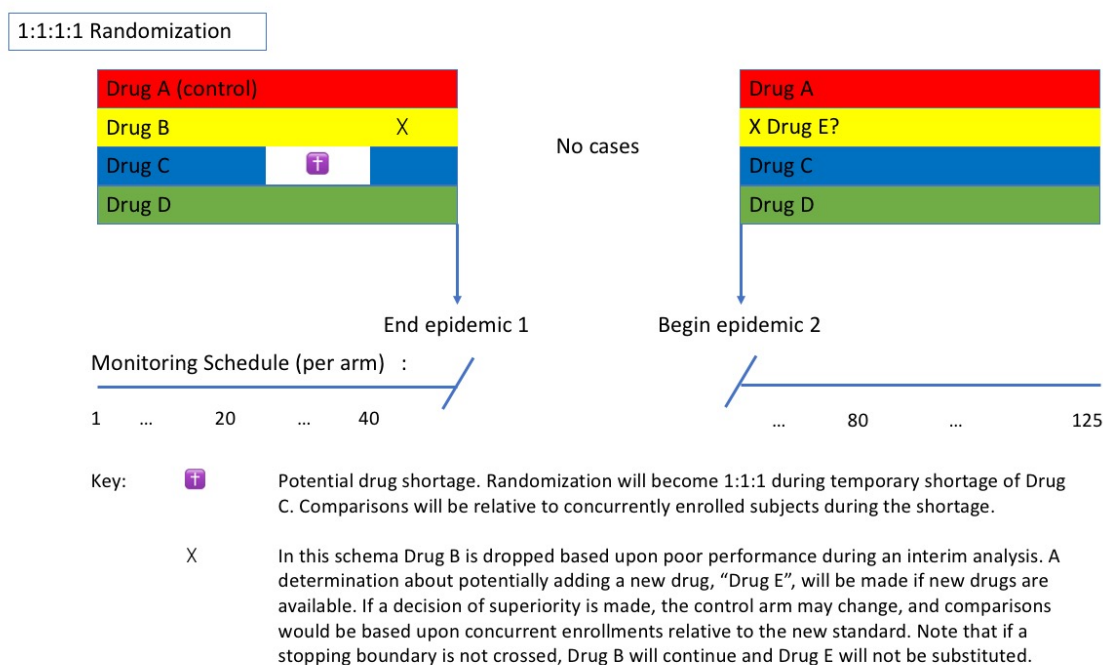 1:1:1:1 Randomization
Drug A (control)
Drug B X
Drug C ✝
Drug D
No cases
Drug A
X Drug E?
Drug C
Drug D
End epidemic 1
Begin epidemic 2
Monitoring Schedule (per arm) :
1 ... 20 ... 40
... 80 ... 125
Key:
✝ Potential drug shortage. Randomization will become 1:1:1 during temporary shortage of Drug
C. Comparisons will be relative to concurrently enrolled subjects during the shortage.
X In this schema Drug B is dropped based upon poor performance during an interim analysis. A
determination about potentially adding a new drug, “Drug E”, will be made if new drugs are
available. If a decision of superiority is made, the control arm may change, and comparisons
would be based upon concurrent enrollments relative to the new standard. Note that if a
stopping boundary is not crossed, Drug B will continue and Drug E will not be substituted.